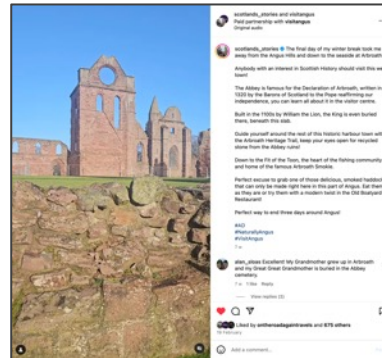 scotlands_stories and visitangus
Paid partnership with visitangus
Original audio
scotlands_stories The final day of my winter break took me
away from the Angus Hills and down to the seaside at Arbroath
Anybody with an interest in Scottish History should visit this
town!
The Abbey is famous for the Declaration of Arbroath, written in
1320 by the Barons of Scotland to the Pope reaffirming our
independence, you can learn all about it in the visitor centre.
Built in the 1100s by William the Lion, the King is even buried
there, beneath this slab.
Guide yourself around the rest of this historic harbour town with
the Arbroath Heritage Trail, keep your eyes open for recycled
stone from the Abbey ruins!
Down to the Fit of the Toon, the heart of the fishing community
and home of the famous Arbroath Smokie.
Perfect excuse to grab one of those delicious, smoked haddock
that can only be made right here in this part of Angus. Eat them
as they are or try them with a modern twist in the Old Boatyard
Restaurant!
Perfect way to end three days around Angus!
#AD
#NaturallyAngus
#VisitAngus
7 w
Excellent! My Grandmother grew up in Arbroath
and my Great Great Grandmother is buried in the Abbey
cemetery.
7 w 1 like Reply
View replies (3)
Liked by ontheroadagaintravels and 675 others
19 February
Add a comment...